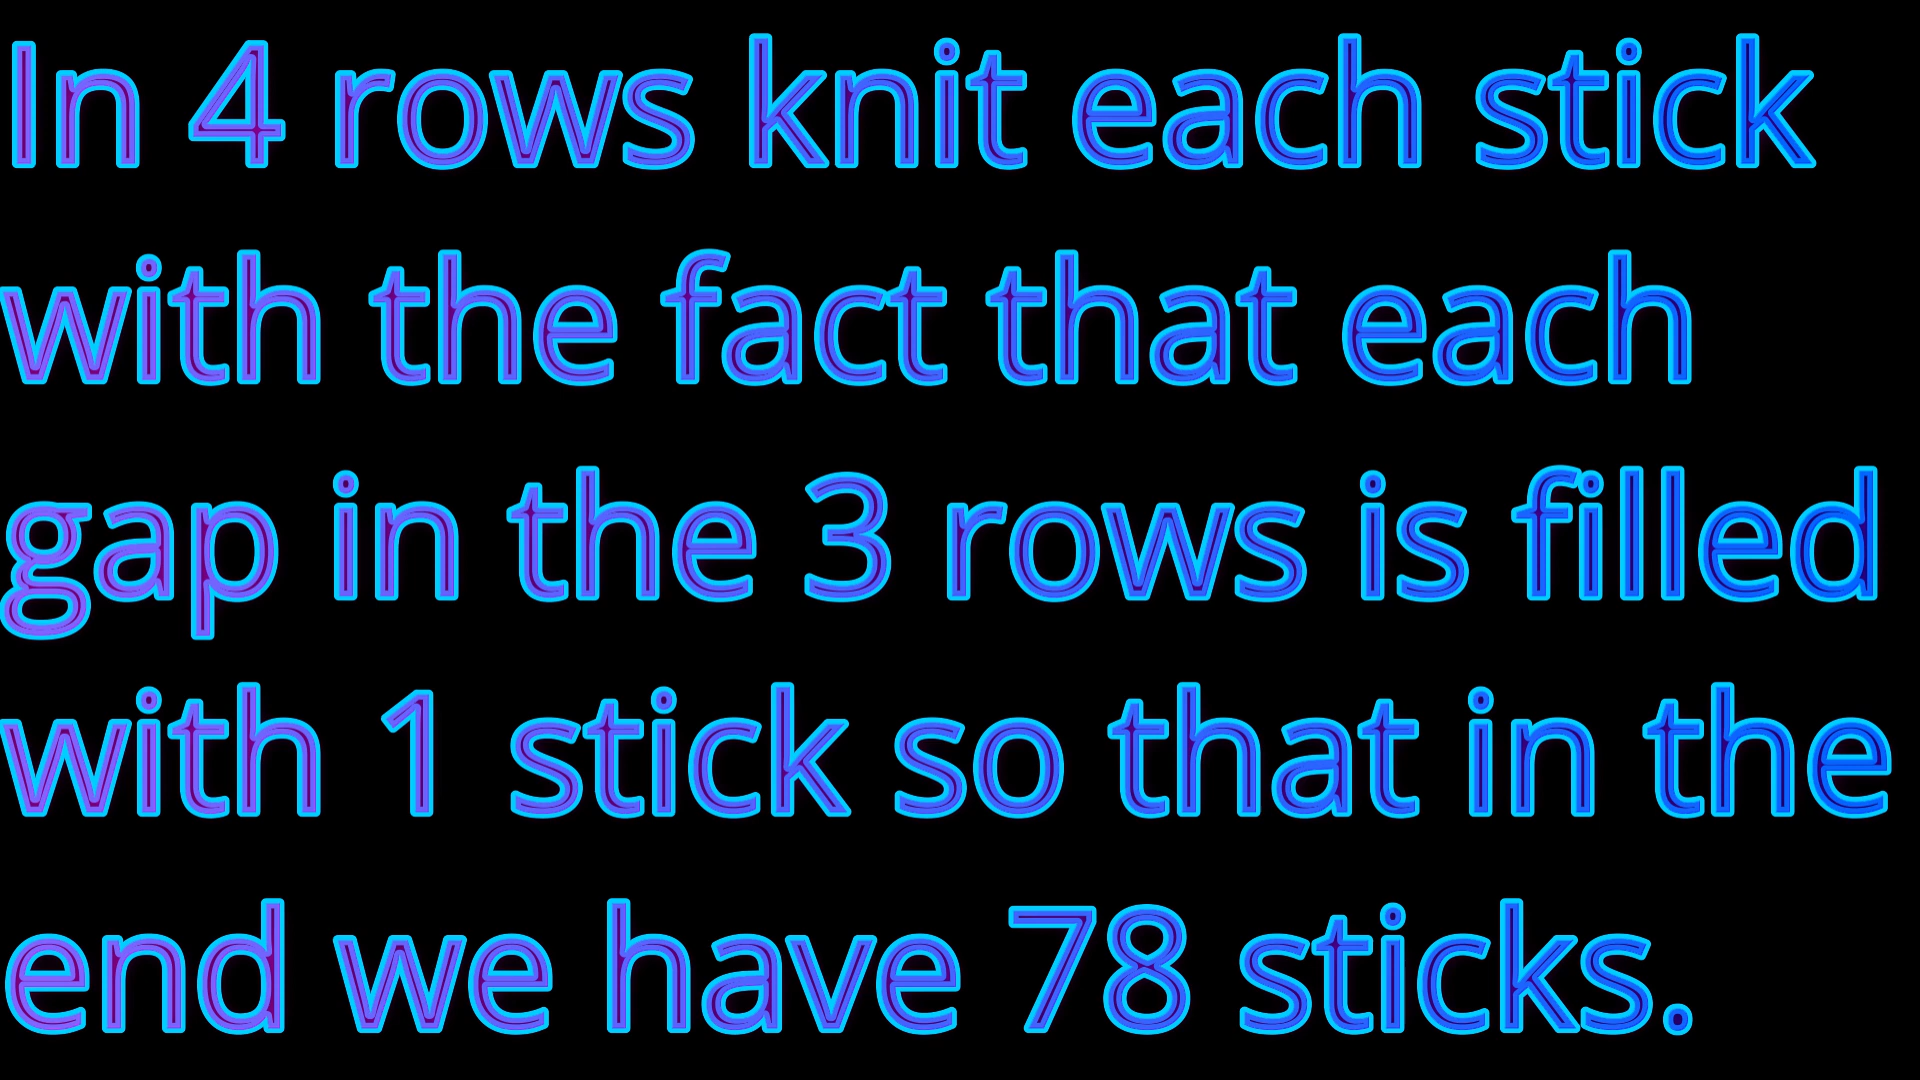 In 4 rows knit each stick
with the fact that each
gap in the 3 rows is filled
with 1 stick so that in the
end we have 78 sticks.